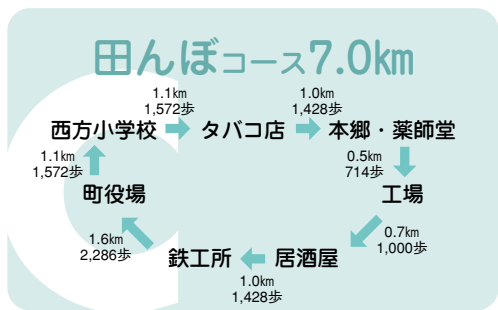 田んぼコース7.0km
1.1km
1,572歩
1.0km
1,428歩
西方小学校
タバコ店
本郷・薬師堂
1.1km
1,572歩
0.5km
714歩
町役場
工場
1.6km
2,286歩
0.7km
1,000歩
鉄工所
居酒屋
1.0km
1,428歩